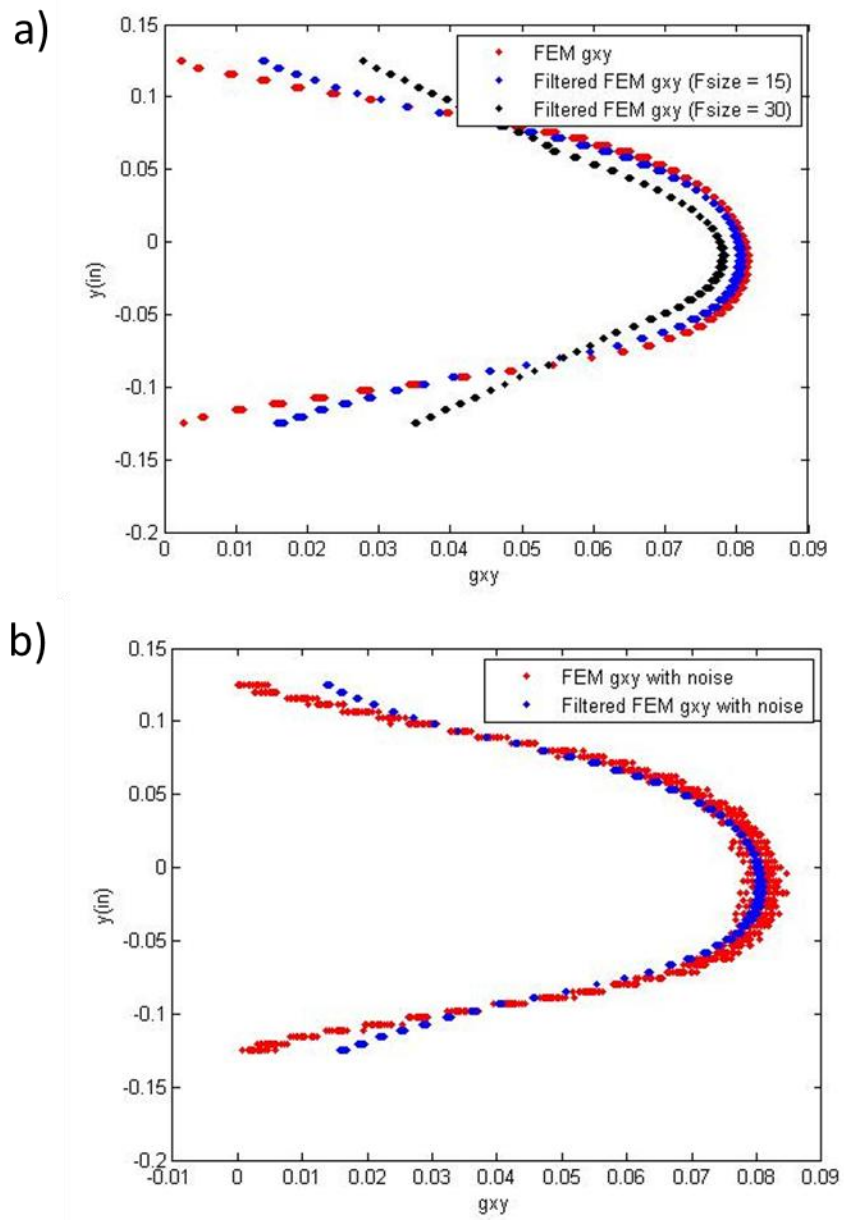 a)
0.15
0.1
0.05
0
-0.05
-0.1
-0.15
-0.2
y(in)
FEM gxy
Filtered FEM gxy (Fsize = 15)
Filtered FEM gxy (Fsize = 30)
0 0.01 0.02 0.03 0.04 0.05 0.06 0.07 0.08 0.09
gxy
b)
0.15
0.1
0.05
0
-0.05
-0.1
-0.15
-0.2
y(in)
FEM gxy with noise
Filtered FEM gxy with noise
-0.01 0 0.01 0.02 0.03 0.04 0.05 0.06 0.07 0.08 0.09
gxy